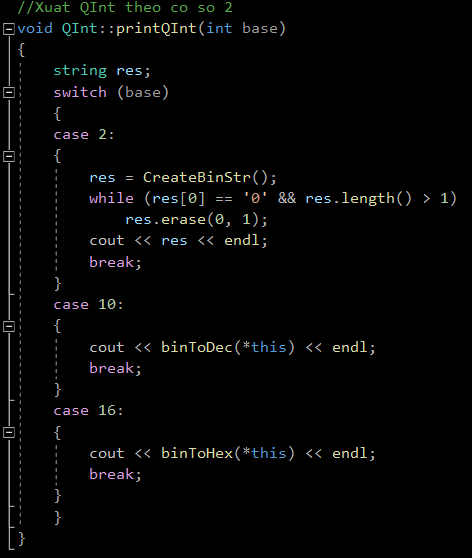 //Xuat QInt theo co so 2
void QInt::printQInt(int base)
{
    string res;
    switch (base)
    {
    case 2:
    {
        res = CreateBinStr();
        while (res[0] == '0' && res.length() > 1)
            res.erase(0, 1);
        cout << res << endl;
        break;
    }
    case 10:
    {
        cout << binToDec(*this) << endl;
        break;
    }
    case 16:
    {
        cout << binToHex(*this) << endl;
        break;
    }
    }
}